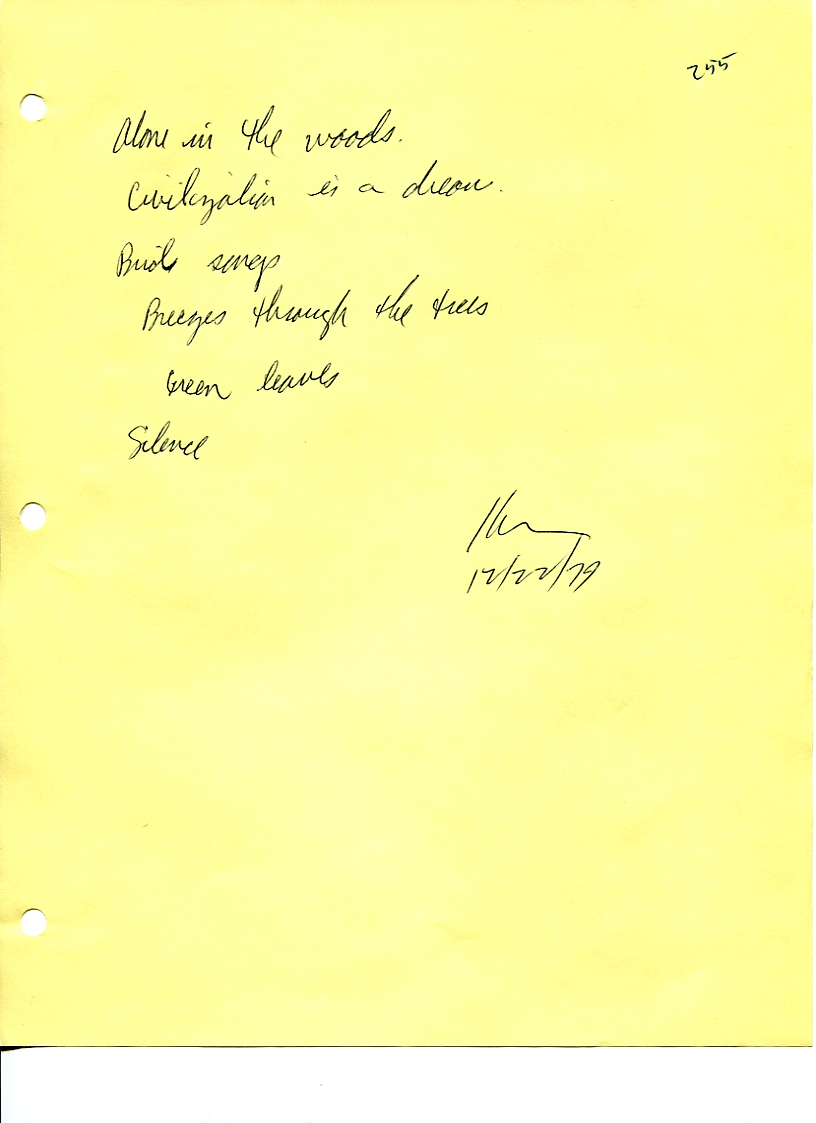 255
Alone in the woods.
Civilization is a dream.
Birds songs
Breezes through the trees
Green leaves
Silence
12/22/79